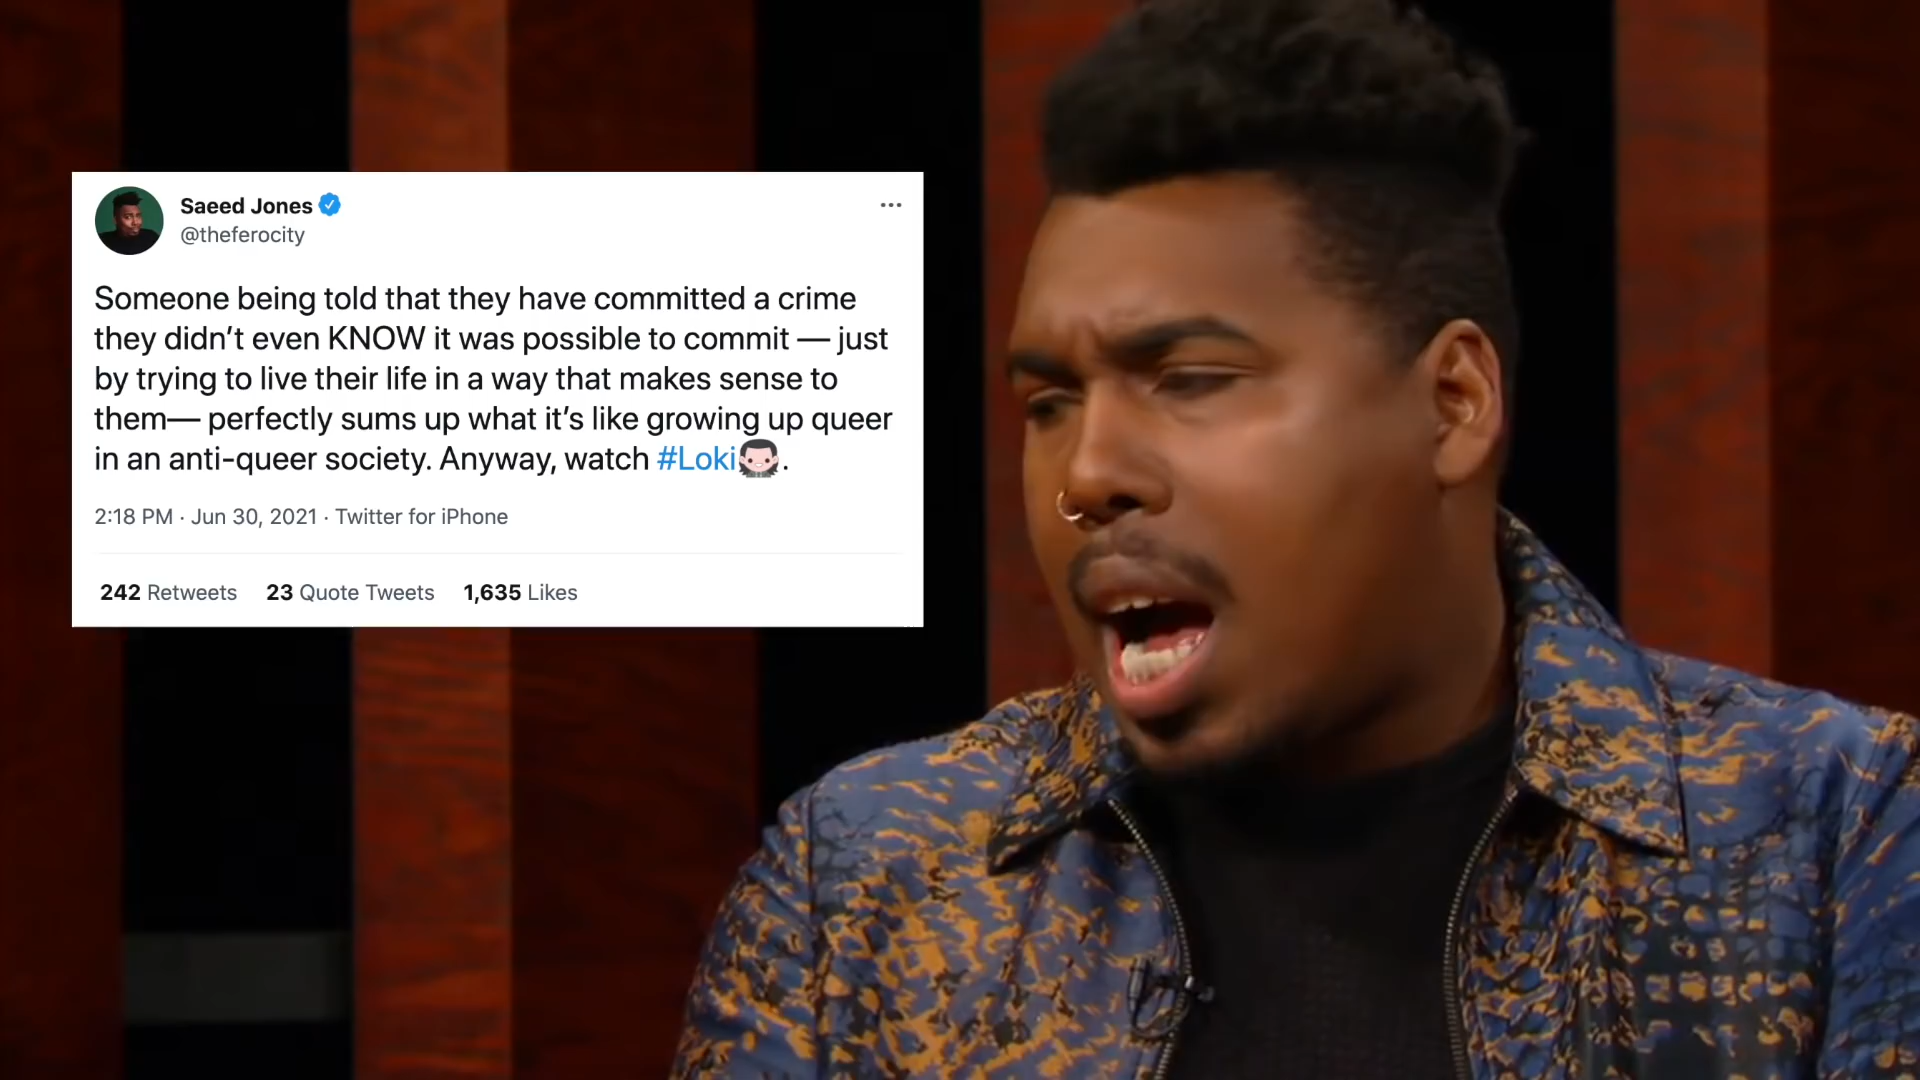 Saeed Jones
@theferocity
Someone being told that they have committed a crime
they didn’t even KNOW it was possible to commit — just
by trying to live their life in a way that makes sense to
them— perfectly sums up what it’s like growing up queer
in an anti-queer society. Anyway, watch #Loki.
2:18 PM · Jun 30, 2021 · Twitter for iPhone
242 Retweets 23 Quote Tweets 1,635 Likes